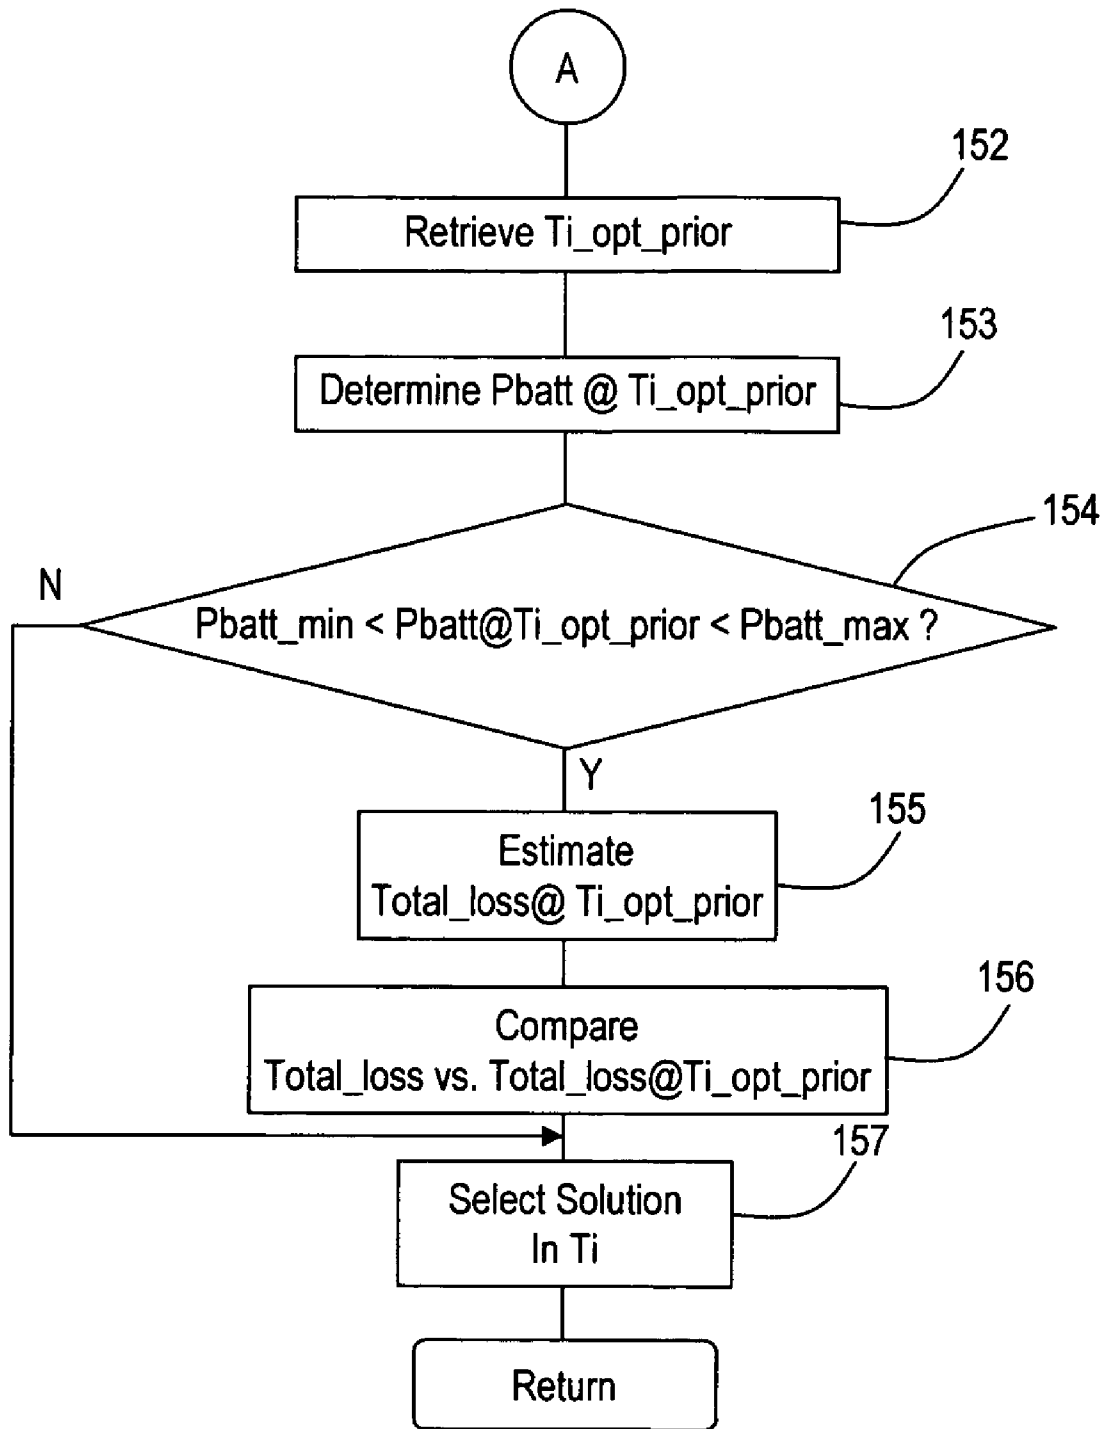 A
152
Retrieve Ti_opt_prior
153
Determine Pbatt @ Ti_opt_prior
154
N
Pbatt_min < Pbatt@Ti_opt_prior < Pbatt_max ?
Y
155
Estimate
Total_loss@ Ti_opt_prior
156
Compare
Total_loss vs. Total_loss@Ti_opt_prior
157
Select Solution
In Ti
Return